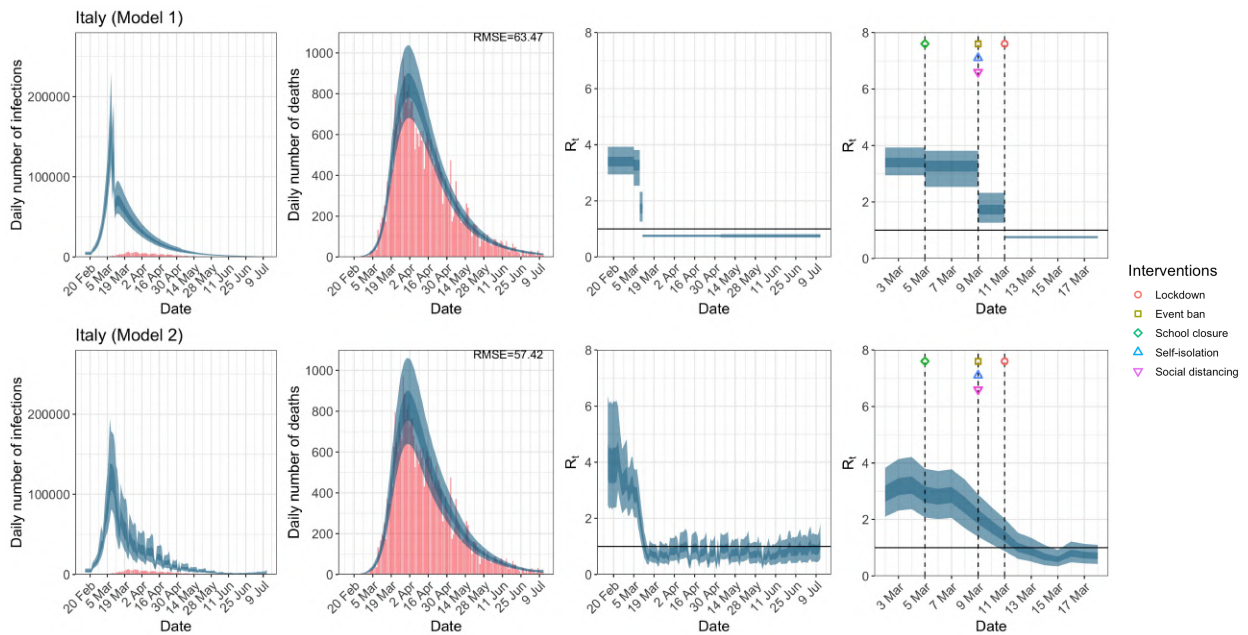 Italy (Model 1)
Daily number of infections
200000
100000
0
20 Feb
5 Mar
19 Mar
2 Apr
16 Apr
30 Apr
14 May
28 May
11 Jun
25 Jun
9 Jul
Date
RMSE=63.47
Daily number of deaths
1000
800
600
400
200
0
20 Feb
5 Mar
19 Mar
2 Apr
16 Apr
30 Apr
14 May
28 May
11 Jun
25 Jun
9 Jul
Date
Rt
8
6
4
2
0
20 Feb
5 Mar
19 Mar
2 Apr
16 Apr
30 Apr
14 May
28 May
11 Jun
25 Jun
9 Jul
Date
Rt
8
6
4
2
0
3 Mar
5 Mar
7 Mar
9 Mar
11 Mar
13 Mar
15 Mar
17 Mar
Date
Interventions
Lockdown
Event ban
School closure
Self-isolation
Social distancing
Italy (Model 2)
Daily number of infections
200000
100000
0
20 Feb
5 Mar
19 Mar
2 Apr
16 Apr
30 Apr
14 May
28 May
11 Jun
25 Jun
9 Jul
Date
RMSE=57.42
Daily number of deaths
1000
800
600
400
200
0
20 Feb
5 Mar
19 Mar
2 Apr
16 Apr
30 Apr
14 May
28 May
11 Jun
25 Jun
9 Jul
Date
Rt
8
6
4
2
0
20 Feb
5 Mar
19 Mar
2 Apr
16 Apr
30 Apr
14 May
28 May
11 Jun
25 Jun
9 Jul
Date
Rt
8
6
4
2
0
3 Mar
5 Mar
7 Mar
9 Mar
11 Mar
13 Mar
15 Mar
17 Mar
Date